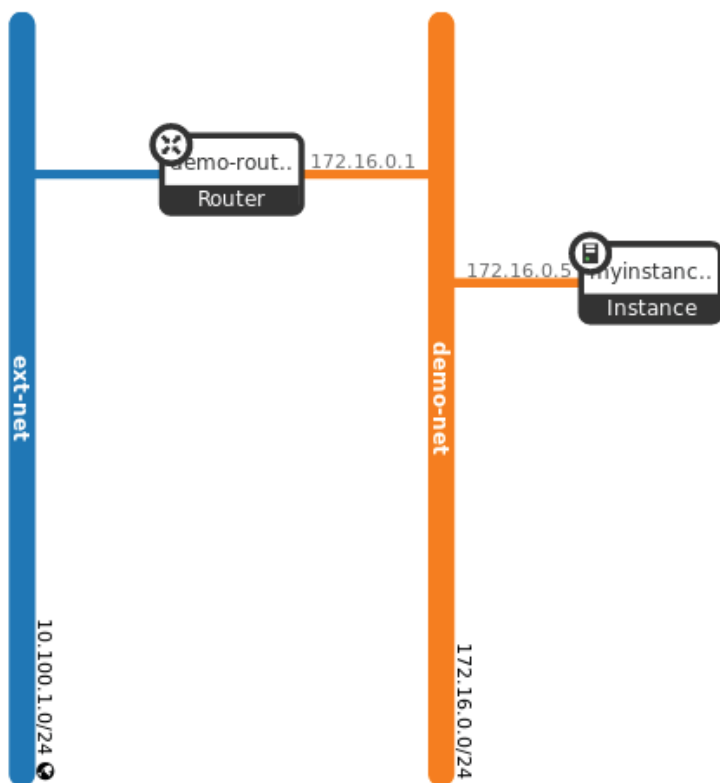 demo-rout..
Router
172.16.0.1
172.16.0.5
myinstanc..
Instance
ext-net
demo-net
10.100.1.0/24
172.16.0.0/24